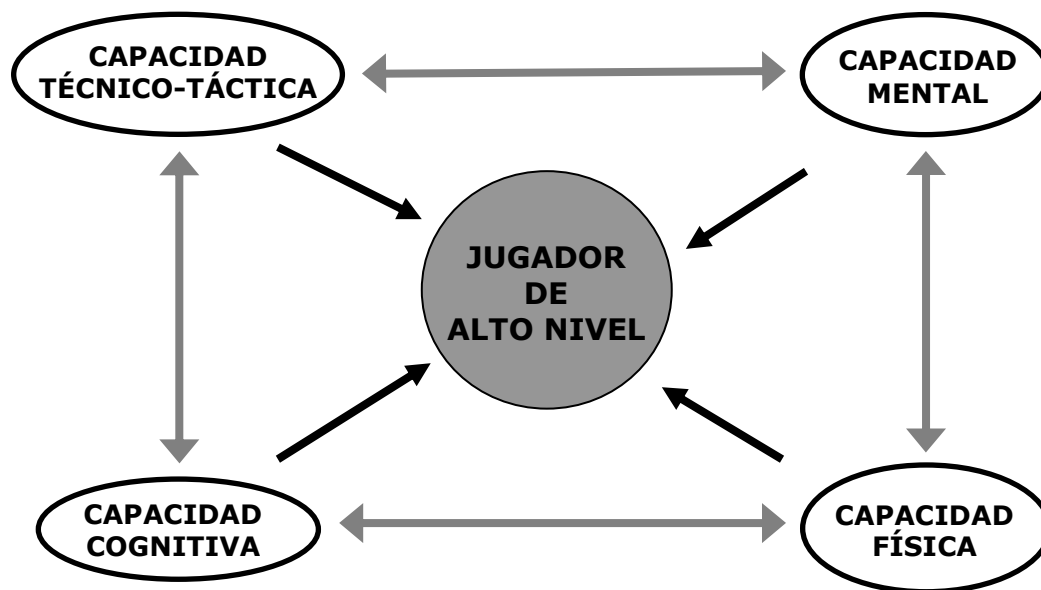 CAPACIDAD
TÉCNICO-TÁCTICA
CAPACIDAD
MENTAL
JUGADOR
DE
ALTO NIVEL
CAPACIDAD
COGNITIVA
CAPACIDAD
FÍSICA